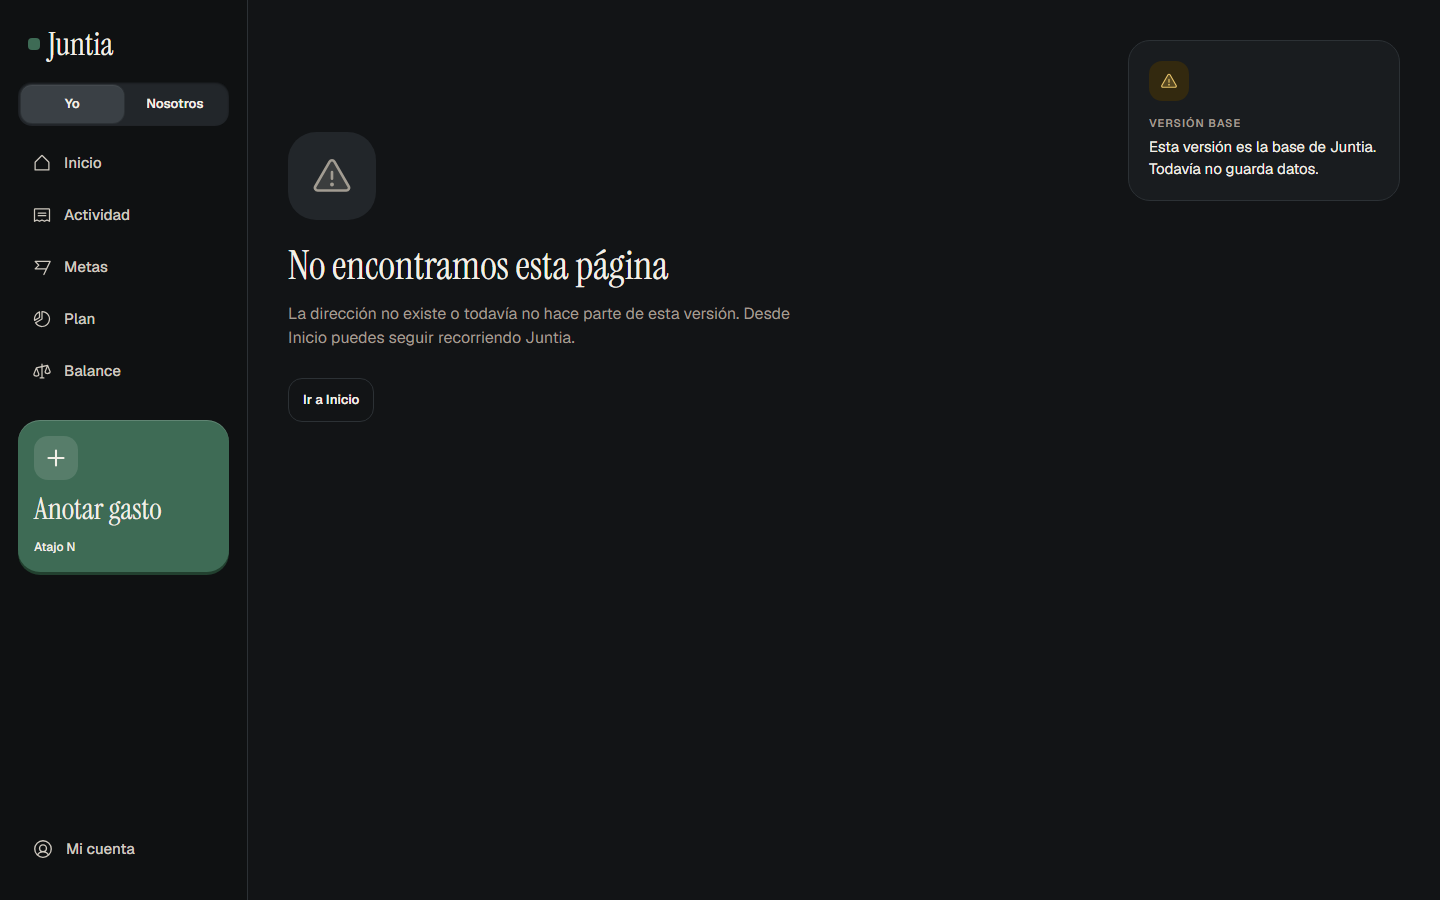 Juntia
Yo
Nosotros
Inicio
Actividad
Metas
Plan
Balance
Anotar gasto
Atajo N
Mi cuenta
No encontramos esta página
La dirección no existe o todavía no hace parte de esta versión. Desde
Inicio puedes seguir recorriendo Juntia.
Ir a Inicio
VERSIÓN BASE
Esta versión es la base de Juntia.
Todavía no guarda datos.